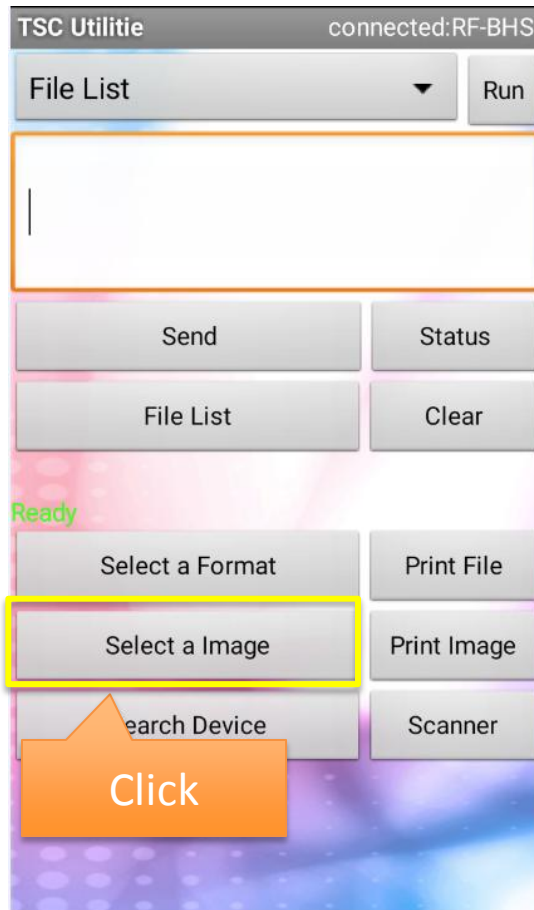 TSC Utilitie connected:RF-BHS
File List Run
Send Status
File List Clear
Ready
Select a Format Print File
Select a Image Print Image
earch Device Scanner
Click